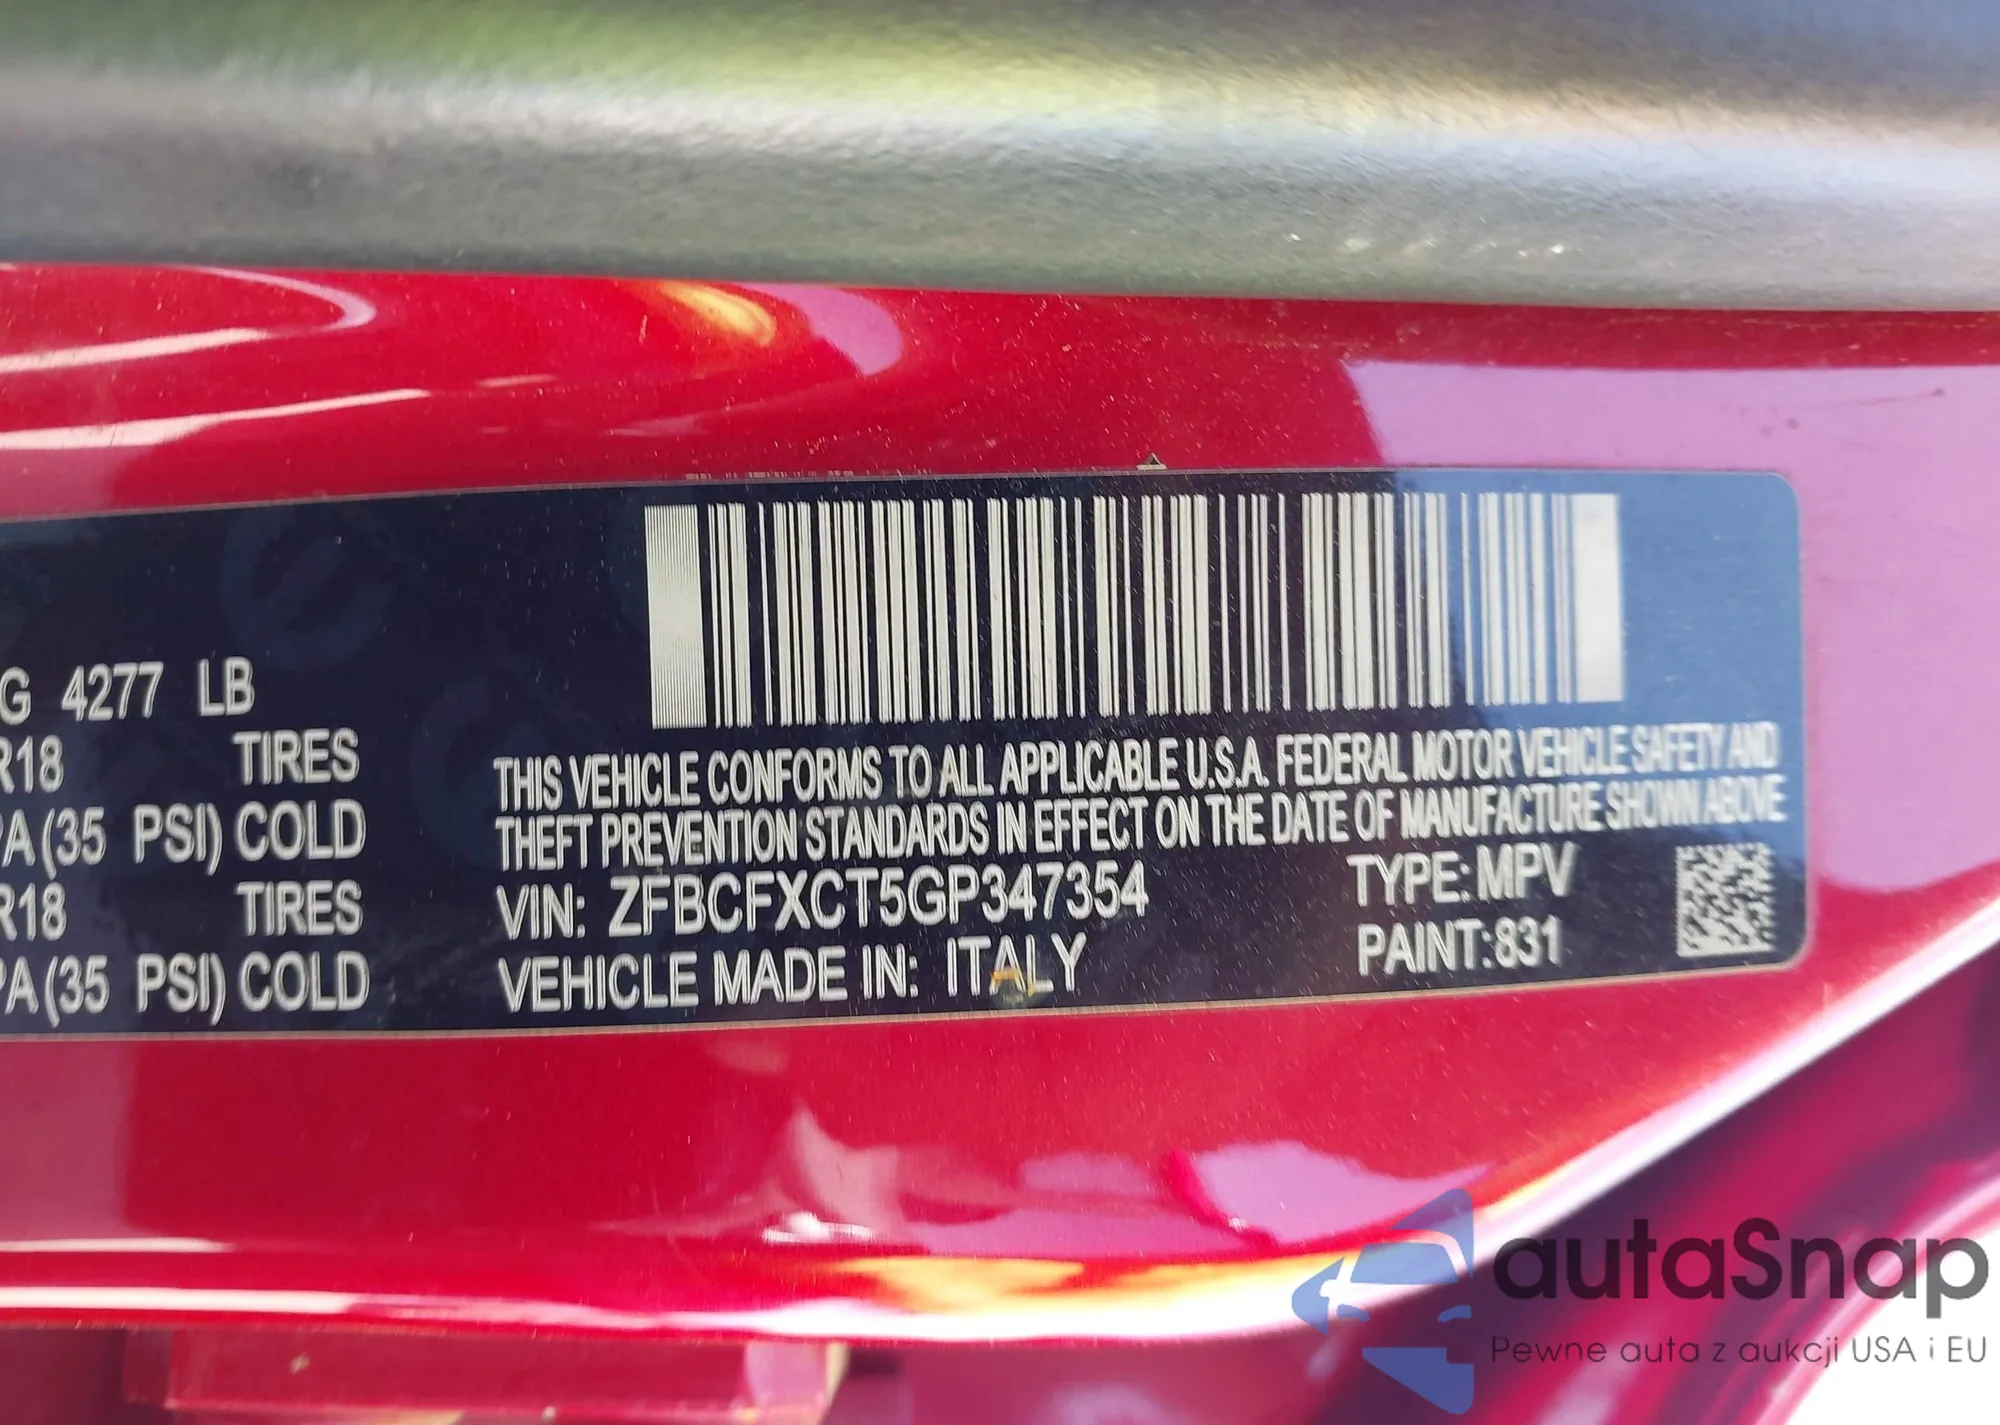 G 4277 LB
R18 TIRES
PA (35 PSI) COLD
R18 TIRES
PA (35 PSI) COLD
THIS VEHICLE CONFORMS TO ALL APPLICABLE U.S.A. FEDERAL MOTOR VEHICLE SAFETY AND
THEFT PREVENTION STANDARDS IN EFFECT ON THE DATE OF MANUFACTURE SHOWN ABOVE
VIN: ZFBCFXCT5GP347354
TYPE: MPV
VEHICLE MADE IN: ITALY
PAINT: 831
autaSnap
Pewne auta z aukcji USA i EU